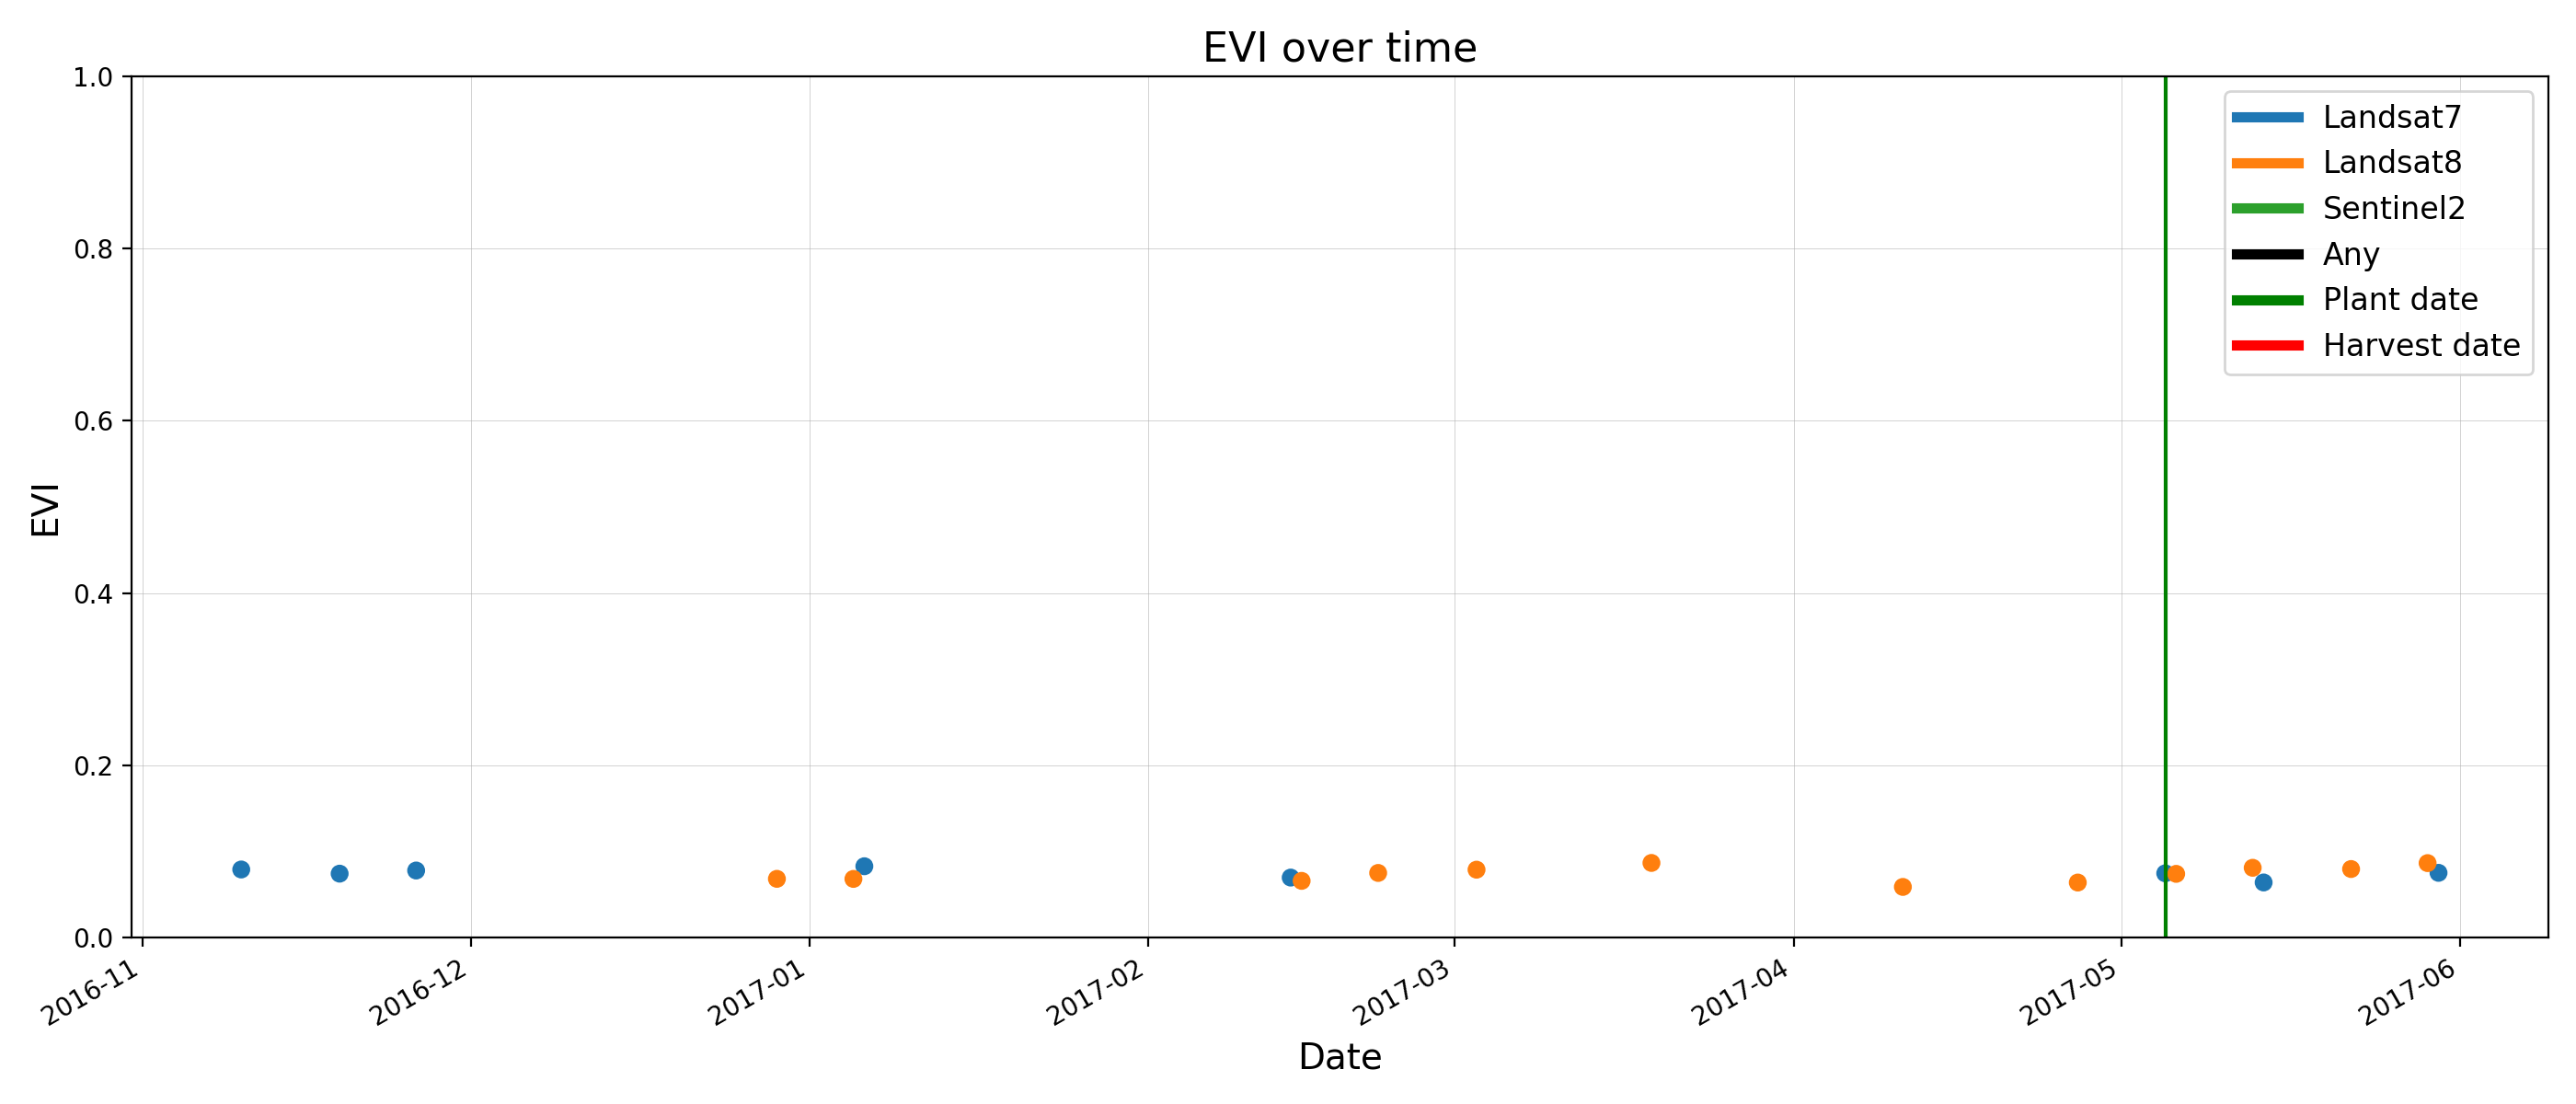 EVI over time
1.0
0.8
0.6
0.4
0.2
0.0
EVI
Landsat7
Landsat8
Sentinel2
Any
Plant date
Harvest date
2016-11
2016-12
2017-01
2017-02
2017-03
2017-04
2017-05
2017-06
Date